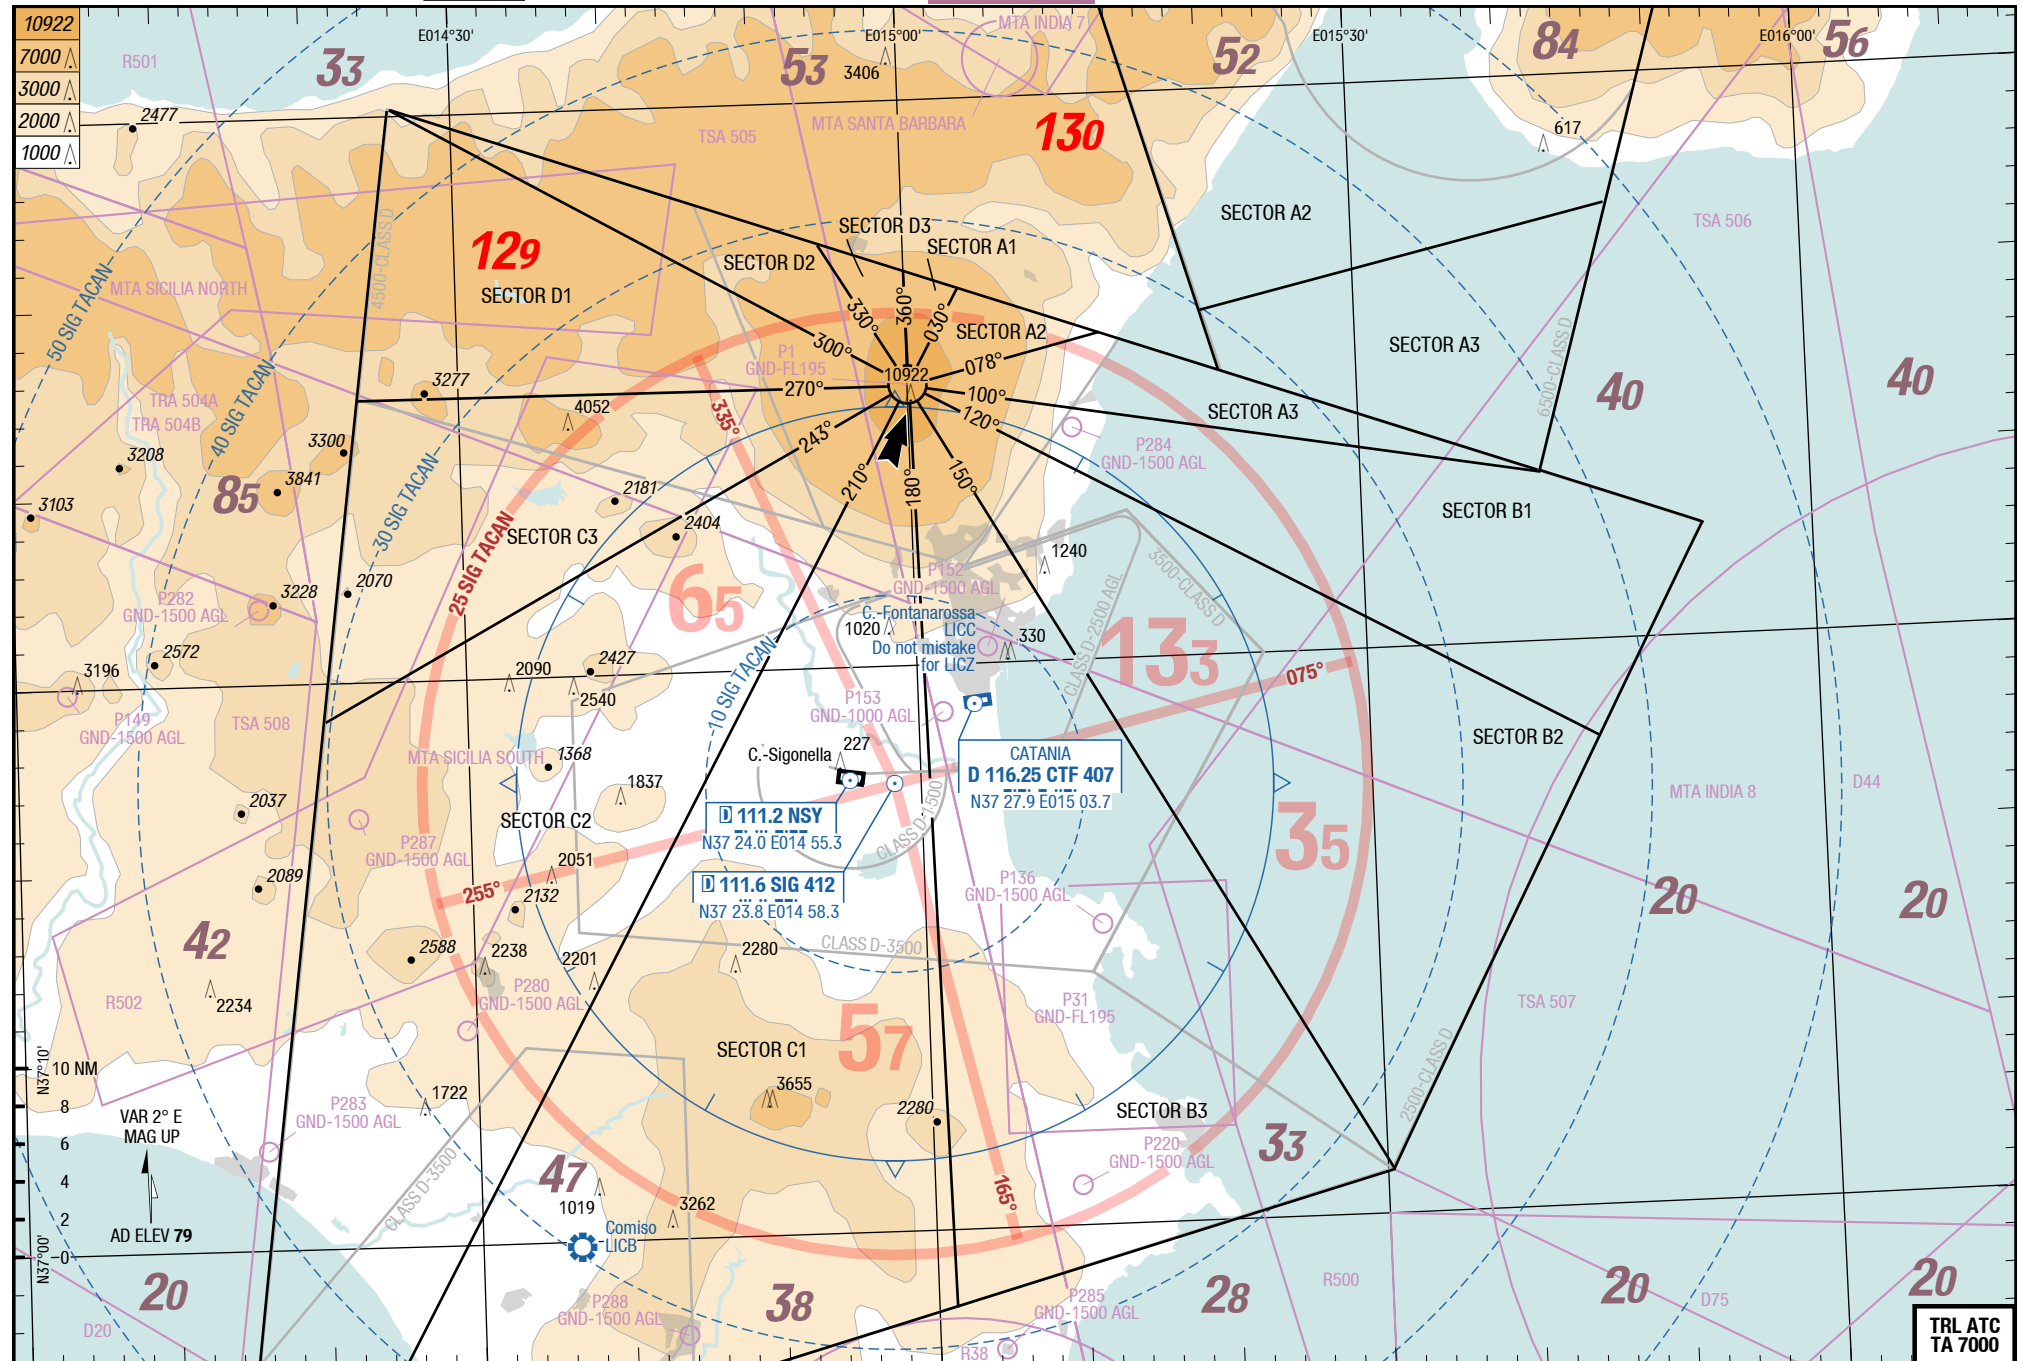 10922
7000
3000
2000
1000
R501
33
E014°30'
53
3406
E015°00'
MTA INDIA 7
52
E015°30'
84
E016°00'
56
2477
TSA 505
MTA SANTA BARBARA
130
617
4500-CLASS D
129
SECTOR D1
SECTOR D2
SECTOR D3
SECTOR A1
SECTOR A2
SECTOR A2
TSA 506
MTA SICILIA NORTH
50 SIG TACAN
40 SIG TACAN
30 SIG TACAN
25 SIG TACAN
10 SIG TACAN
300°
330°
360°
030°
078°
100°
120°
150°
180°
210°
243°
270°
335°
10922
P1
GND-FL195
SECTOR A3
SECTOR A3
6500-CLASS D
40
40
3277
4052
TRA 504A
TRA 504B
3300
3208
3841
85
3103
2181
2404
SECTOR C3
P284
GND-1500 AGL
SECTOR B1
1240
3500-CLASS D
CLASS D-2500 AGL
P152
GND-1500 AGL
2070
3228
P282
GND-1500 AGL
65
133
C.-Fontanarossa
LICC
Do not mistake
for LICZ
1020
330
2572
3196
P149
GND-1500 AGL
TSA 508
2090
2427
2540
075°
P153
GND-1000 AGL
SECTOR B2
MTA SICILIA SOUTH
1368
1837
C.-Sigonella
227
CATANIA
D 116.25 CTF 407
N37 27.9 E015 03.7
D 111.2 NSY
N37 24.0 E014 55.3
CLASS D-1500
D 111.6 SIG 412
N37 23.8 E014 58.3
2037
SECTOR C2
P287
GND-1500 AGL
35
MTA INDIA 8
D44
2051
2089
255°
2132
P136
GND-1500 AGL
20
20
42
2588
2238
2201
2280
CLASS D-3500
R502
2234
P280
GND-1500 AGL
P31
GND-FL195
TSA 507
57
SECTOR C1
3655
2280
SECTOR B3
2500-CLASS D
N37°10'
10 NM
8
6
4
2
0
N37°00'
VAR 2° E
MAG UP
AD ELEV 79
1722
P283
GND-1500 AGL
CLASS D-3500
47
1019
3262
Comiso
LICB
165°
P220
GND-1500 AGL
33
20
D20
P288
GND-1500 AGL
38
P285
GND-1500 AGL
R38
28
R500
20
D75
20
TRL ATC
TA 7000